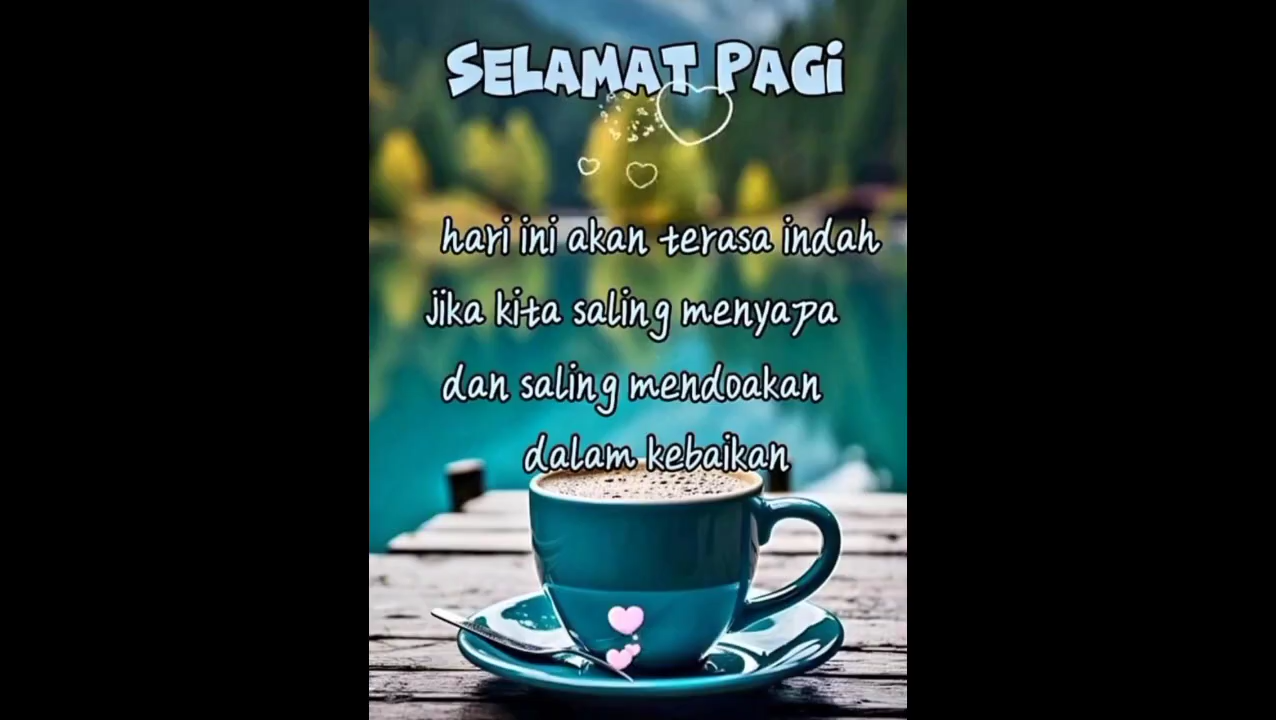 SELAMAT PAGi
hari ini akan terasa indah
jika kita saling menyapa
dan saling mendoakan
dalam kebaikan